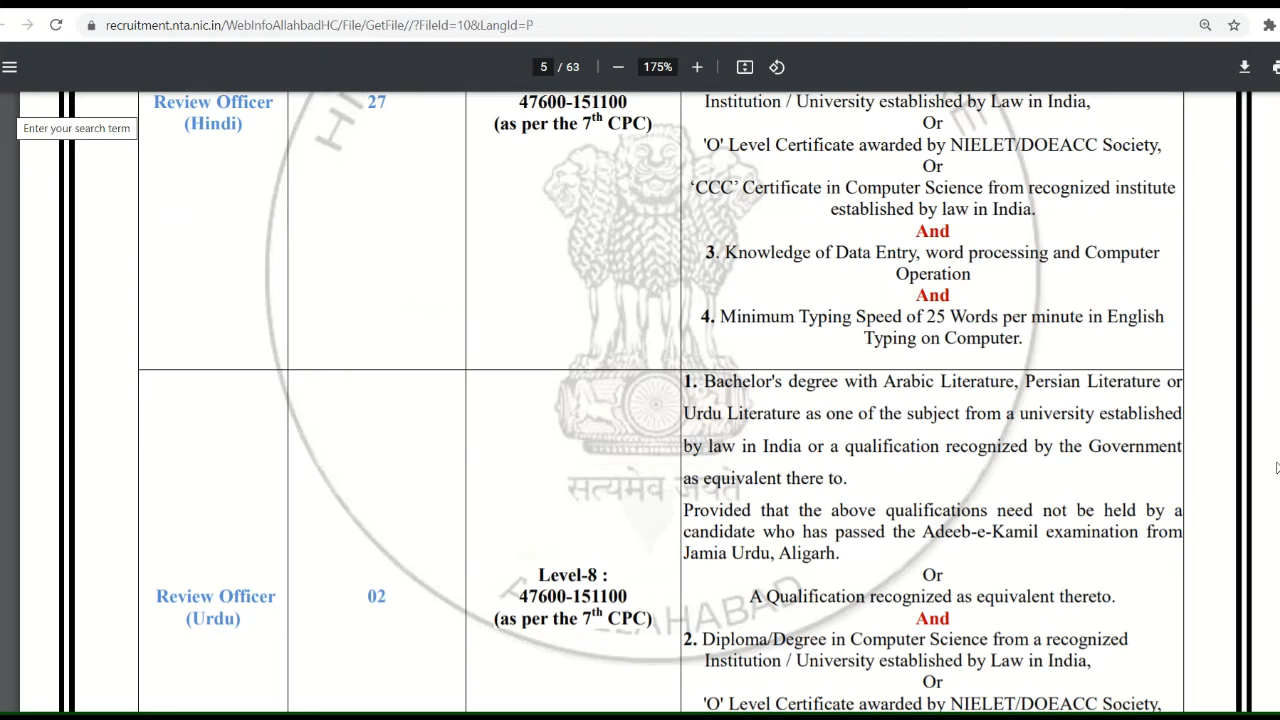 recruitment.nta.nic.in/WebInfoAllahbadHC/File/GetFile//?FileId=10&LangId=P
5 / 63
175%
Enter your search term
Review Officer
(Hindi)
27
47600-151100
(as per the 7th CPC)
Institution / University established by Law in India,
Or
'O' Level Certificate awarded by NIELET/DOEACC Society,
Or
‘CCC’ Certificate in Computer Science from recognized institute
established by law in India.
And
3. Knowledge of Data Entry, word processing and Computer
Operation
And
4. Minimum Typing Speed of 25 Words per minute in English
Typing on Computer.
Review Officer
(Urdu)
02
Level-8 :
47600-151100
(as per the 7th CPC)
1. Bachelor's degree with Arabic Literature, Persian Literature or
Urdu Literature as one of the subject from a university established
by law in India or a qualification recognized by the Government
as equivalent there to.
Provided that the above qualifications need not be held by a
candidate who has passed the Adeeb-e-Kamil examination from
Jamia Urdu, Aligarh.
Or
A Qualification recognized as equivalent thereto.
And
2. Diploma/Degree in Computer Science from a recognized
Institution / University established by Law in India,
Or
'O' Level Certificate awarded by NIELET/DOEACC Society,
सत्यमेव जयते